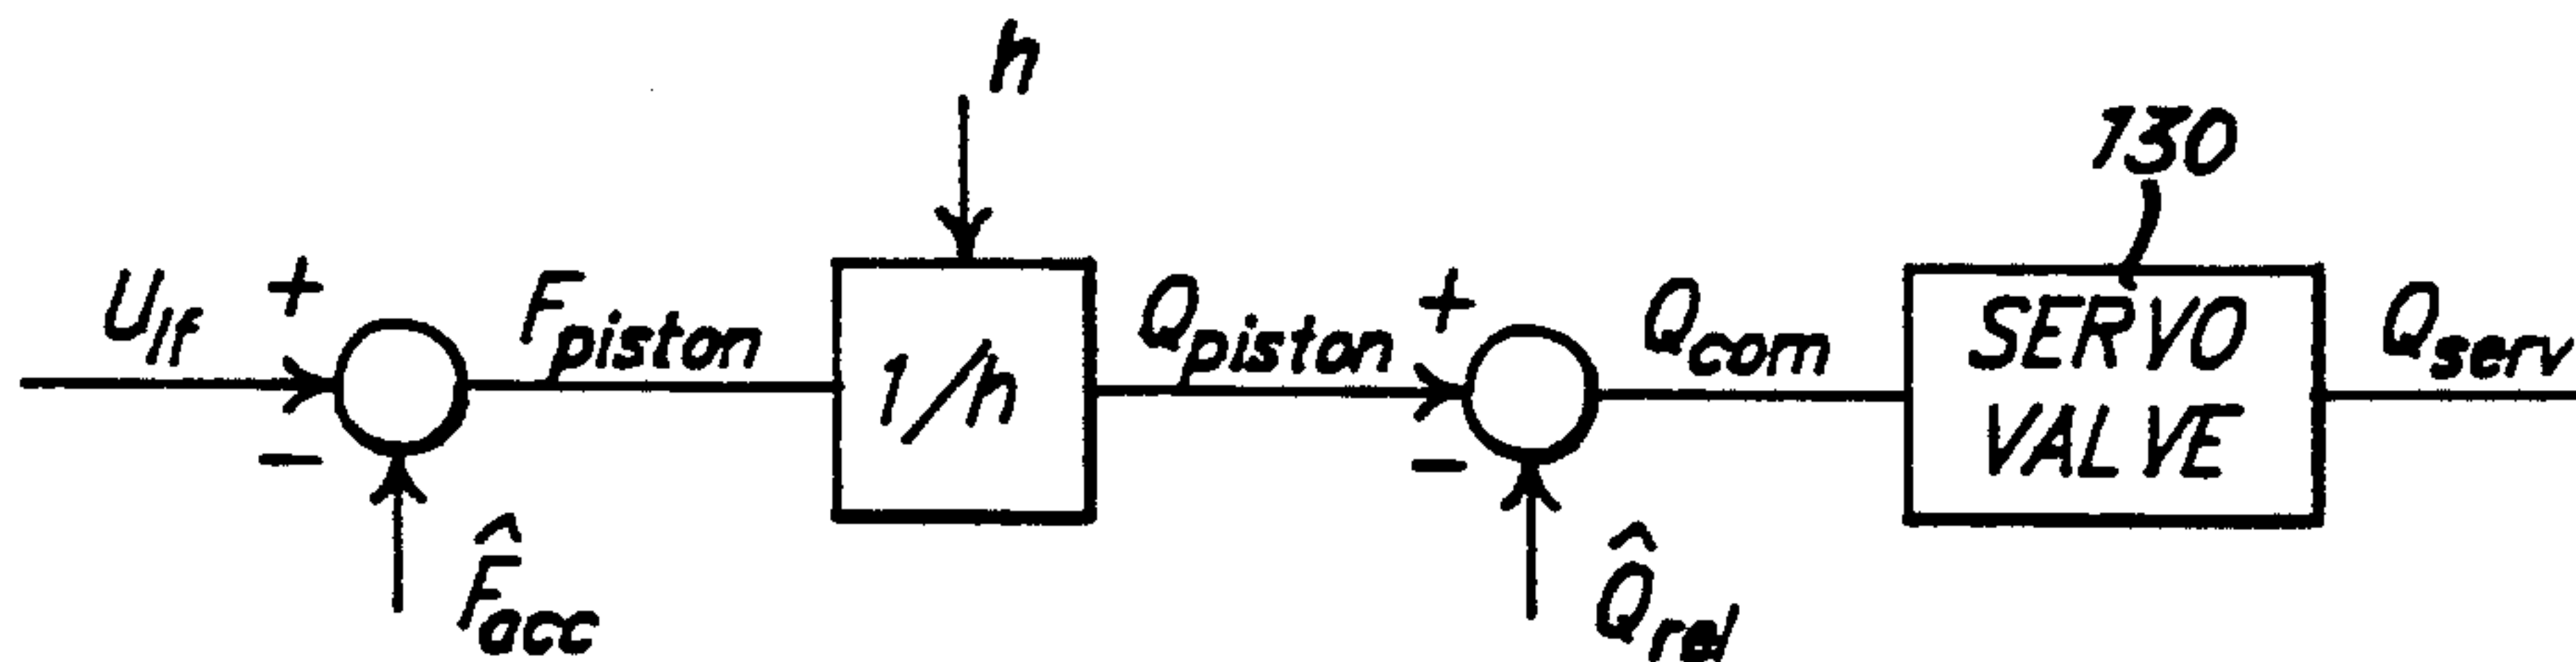 h
130
U_lf + F_piston 1/h Q_piston + Q_com SERVO VALVE Q_serv
−
−
F̂_acc
Q̂_rel